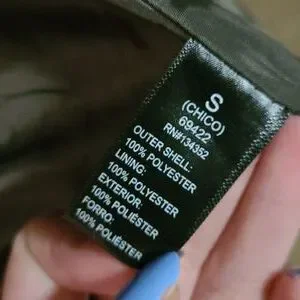 S
(CHICO)
69422
RN#134352
OUTER SHELL:
100% POLYESTER
LINING:
100% POLYESTER
EXTERIOR:
100% POLIÉSTER
FORRO:
100% POLIÉSTER